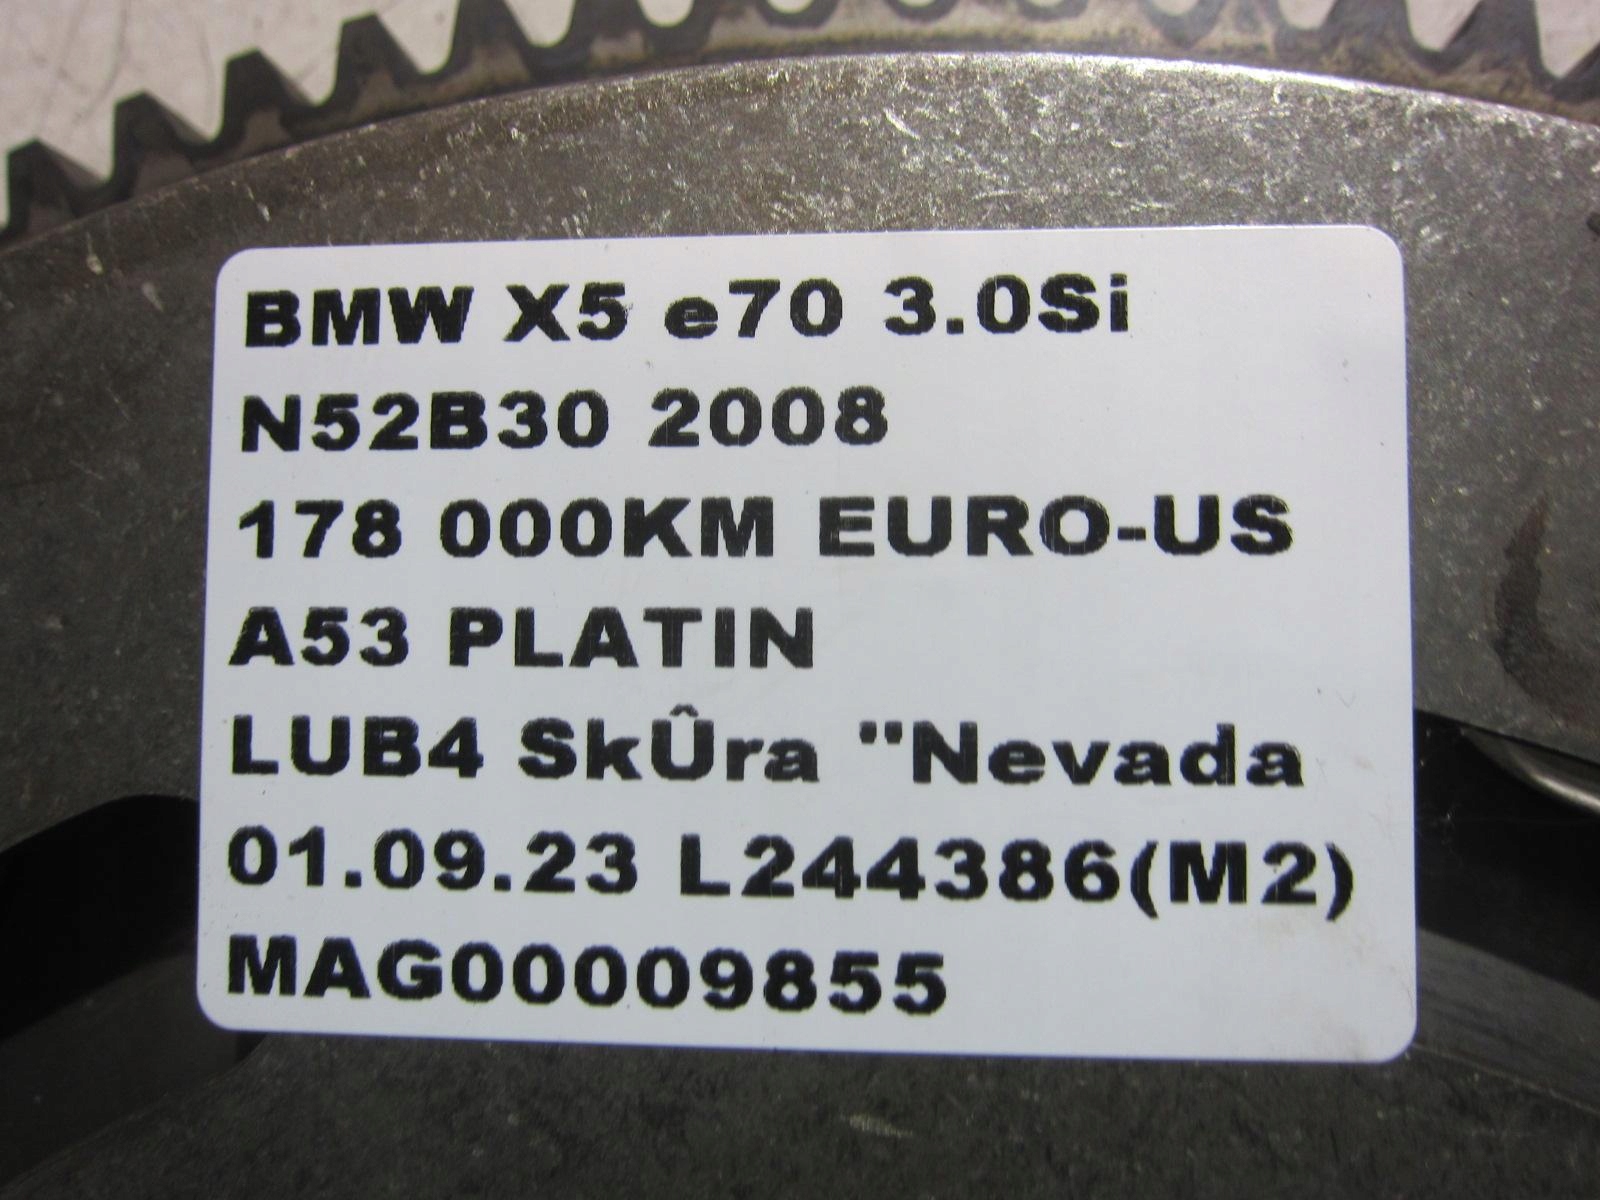 BMW X5 e70 3.0Si
N52B30 2008
178 000KM EURO-US
A53 PLATIN
LUB4 SkÛra "Nevada
01.09.23 L244386(M2)
MAG00009855